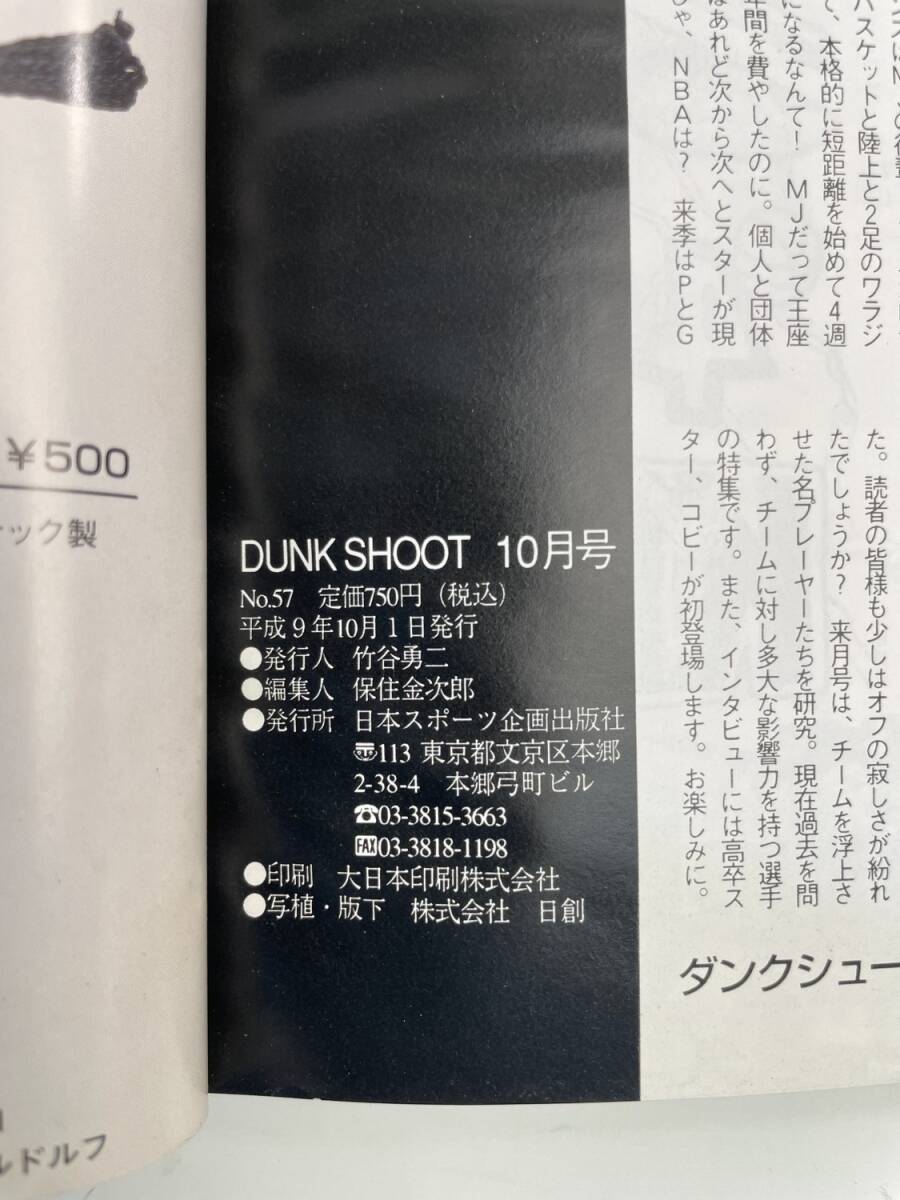 ¥500
ック製
ルドルフ
DUNK SHOOT 10月号
No.57 定価750円（税込）
平成9年10月1日発行
●発行人 竹谷勇二
●編集人 保住金次郎
●発行所 日本スポーツ企画出版社
〠113 東京都文京区本郷
2-38-4 本郷弓町ビル
☎03-3815-3663
FAX03-3818-1198
●印刷 大日本印刷株式会社
●写植・版下 株式会社 日創
バスケットと陸上と2足のワラジ
て、本格的に短距離を始めて4週
になるなんて！ MJだって王座
年間を費やしたのに。個人と団体
はあれど次から次へとスターが現
じゃ、NBAは？ 来季はPとG
た。読者の皆様も少しはオフの寂しさが紛れ
たでしょうか？ 来月号は、チームを浮上さ
せた名プレーヤーたちを研究。現在過去を問
わず、チームに対し多大な影響力を持つ選手
の特集です。また、インタビューには高卒ス
ター、コビーが初登場します。お楽しみに。
ダンクシュー